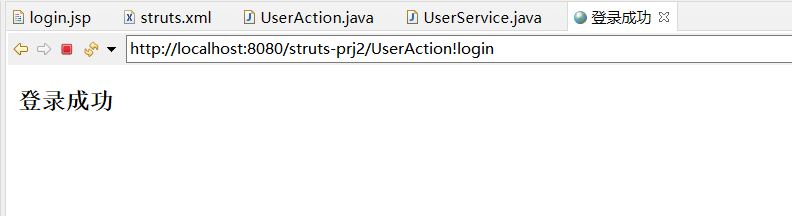 login.jsp struts.xml UserAction.java UserService.java 登录成功
http://localhost:8080/struts-prj2/UserAction!login
登录成功